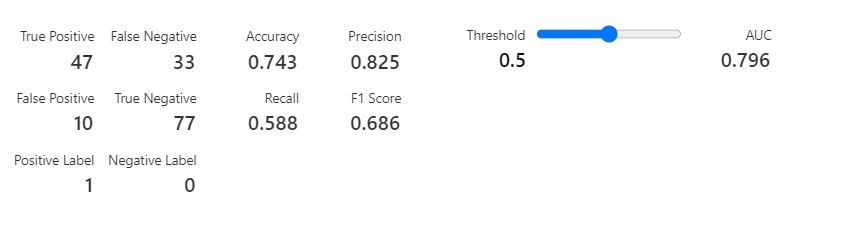 True Positive False Negative Accuracy Precision Threshold AUC
47 33 0.743 0.825 0.5 0.796
False Positive True Negative Recall F1 Score
10 77 0.588 0.686
Positive Label Negative Label
1 0